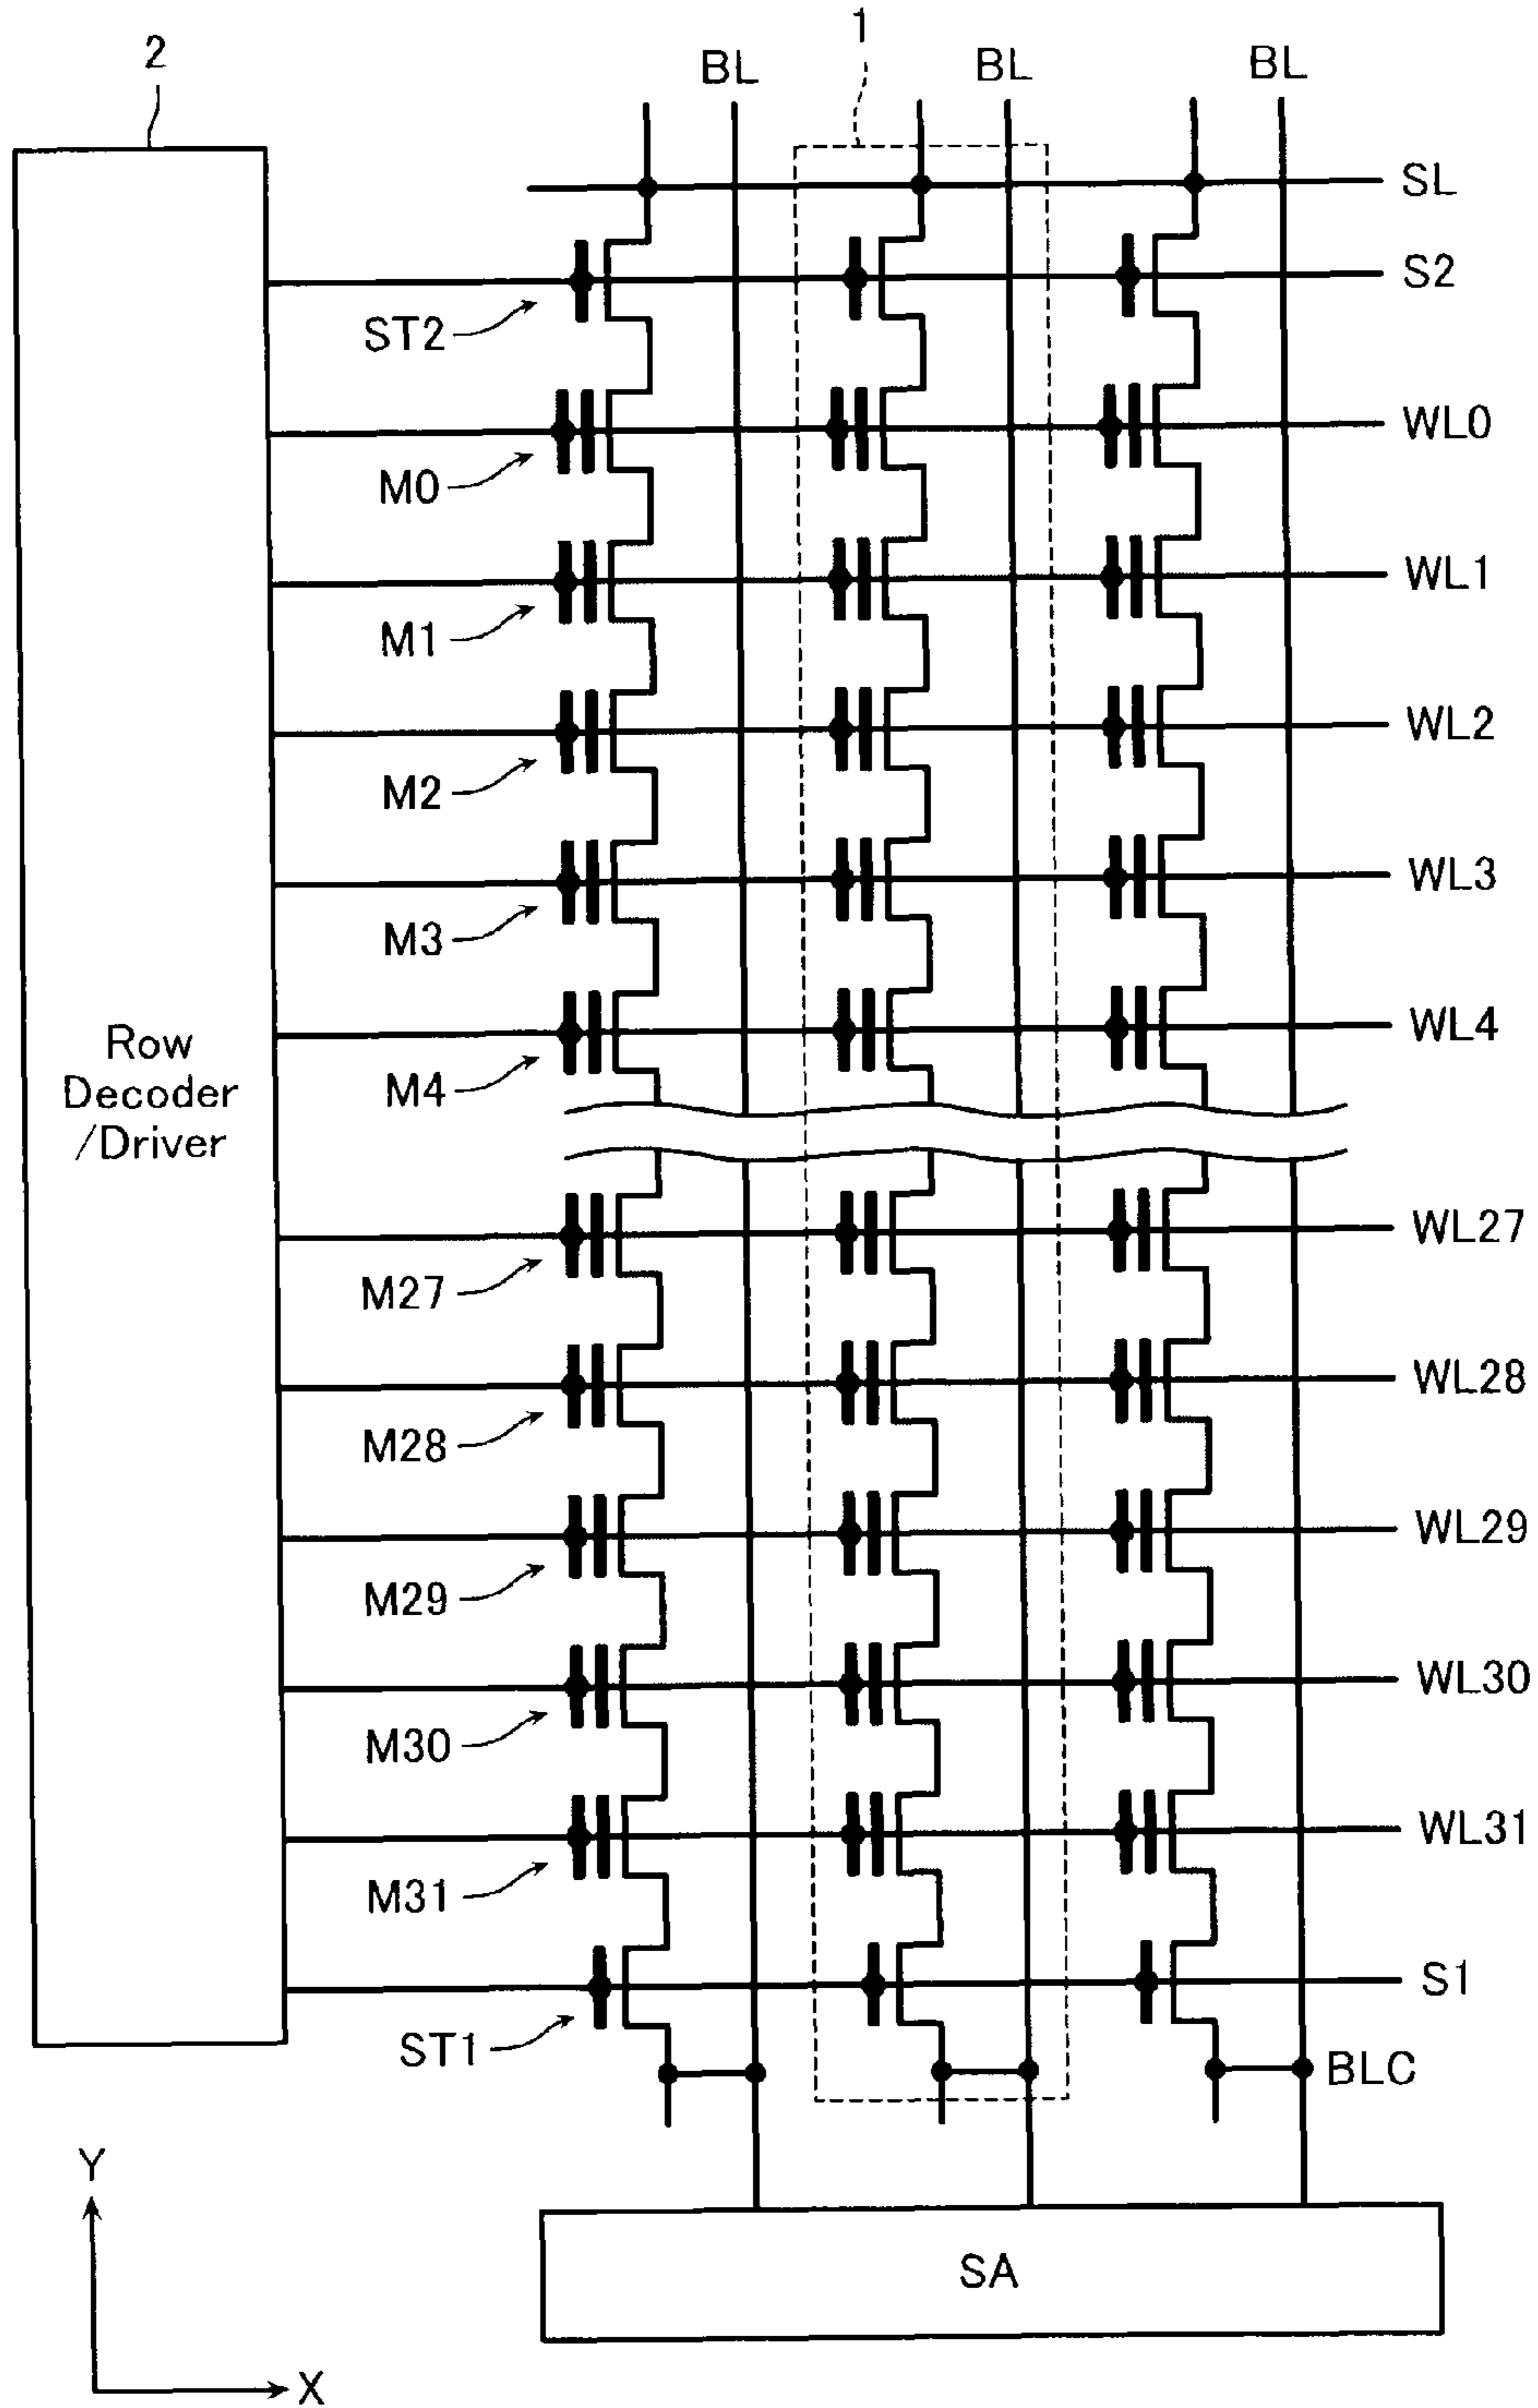 1
2
BL
BL
BL
SL
S2
ST2
WL0
M0
WL1
M1
WL2
M2
WL3
M3
WL4
M4
Row
Decoder
/Driver
WL27
M27
WL28
M28
WL29
M29
WL30
M30
WL31
M31
S1
ST1
BLC
Y
SA
X